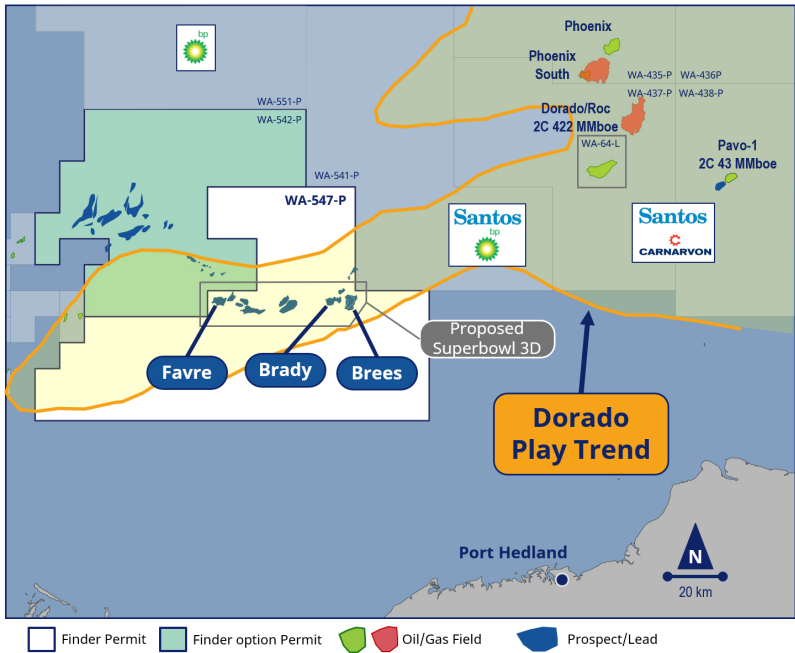 bp
Phoenix
Phoenix
South
WA-435-P
WA-436P
WA-437-P
WA-438-P
WA-551-P
WA-542-P
Dorado/Roc
2C 422 MMboe
WA-64-L
Pavo-1
2C 43 MMboe
WA-541-P
WA-547-P
Santos
bp
Santos
CARNARVON
Proposed
Superbowl 3D
Favre
Brady
Brees
Dorado
Play Trend
Port Hedland
N
20 km
Finder Permit
Finder option Permit
Oil/Gas Field
Prospect/Lead